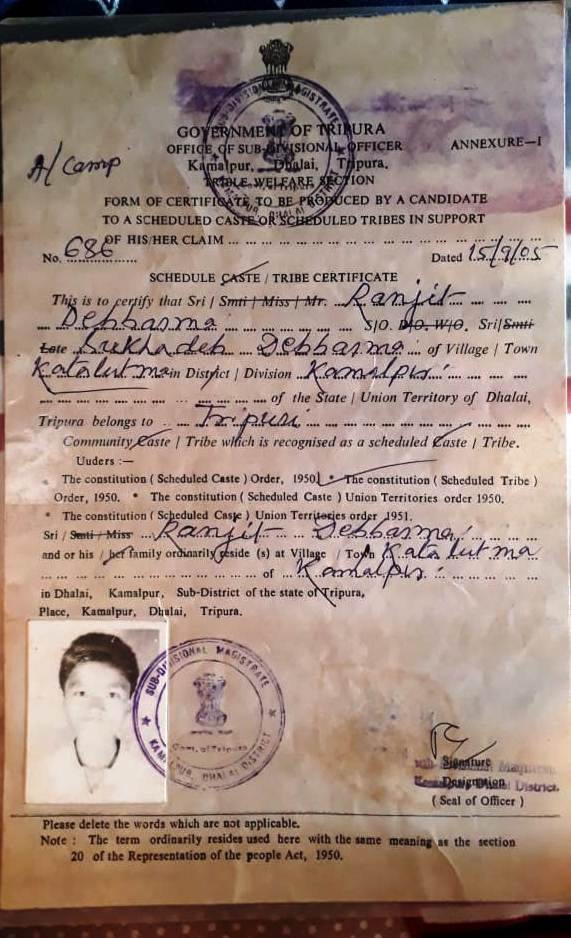 GOVERNMENT OF TRIPURA
OFFICE OF SUB-DIVISIONAL OFFICER
ANNEXURE—I
A/ Camp
Kamalpur, Dhalai, Tripura.
TRIBLE WELFARE SECTION
FORM OF CERTIFICATE TO BE PRODUCED BY A CANDIDATE
TO A SCHEDULED CASTE OR SCHEDULED TRIBES IN SUPPORT
OF HIS/HER CLAIM
No. 686 Dated 15/9/05
SCHEDULE CASTE / TRIBE CERTIFICATE
This is to certify that Sri / Smti / Miss / Mr. Ranjit
Debbarma S/O. D/O. W/O. Sri/Smti
Late Sukhadeb Debbarma of Village / Town
Katalutma in District / Division Kamalpur
of the State / Union Territory of Dhalai,
Tripura belongs to Tripuri
Community Caste / Tribe which is recognised as a scheduled Caste / Tribe.
Uuders :—
The constitution ( Scheduled Caste ) Order, 1950 * The constitution ( Scheduled Tribe )
Order, 1950. * The constitution ( Scheduled Caste ) Union Territories order 1950.
* The constitution ( Scheduled Caste ) Union Territories order 1951.
Sri / Smti / Miss Ranjit Debbarma
and or his / her family ordinarily reside (s) at Village / Town Katalutma
of Kamalpur
in Dhalai, Kamalpur, Sub-District of the state of Tripura,
Place, Kamalpur, Dhalai, Tripura.
SUB-DIVISIONAL MAGISTRATE
Govt. of Tripura
KAMALPUR, DHALAI DISTRICT
Signature
Designation
( Seal of Officer )
Please delete the words which are not applicable.
Note : The term ordinarily resides used here with the same meaning as the section
20 of the Representation of the people Act, 1950.